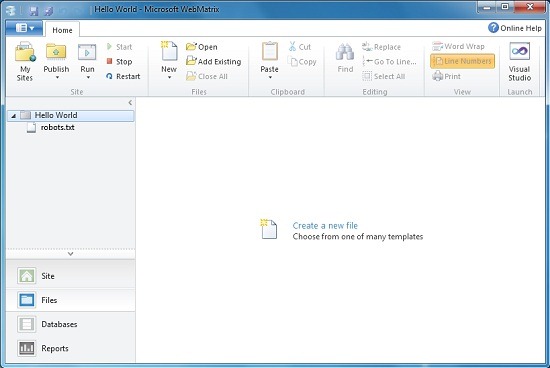 Hello World - Microsoft WebMatrix
Home
Online Help
My Sites
Publish
Run
Start
Stop
Restart
Site
New
Open
Add Existing
Close All
Files
Paste
Cut
Copy
Clipboard
Find
Replace
Go To Line...
Select All
Editing
Word Wrap
Line Numbers
Print
View
Visual Studio
Launch
Hello World
robots.txt
Create a new file
Choose from one of many templates
Site
Files
Databases
Reports